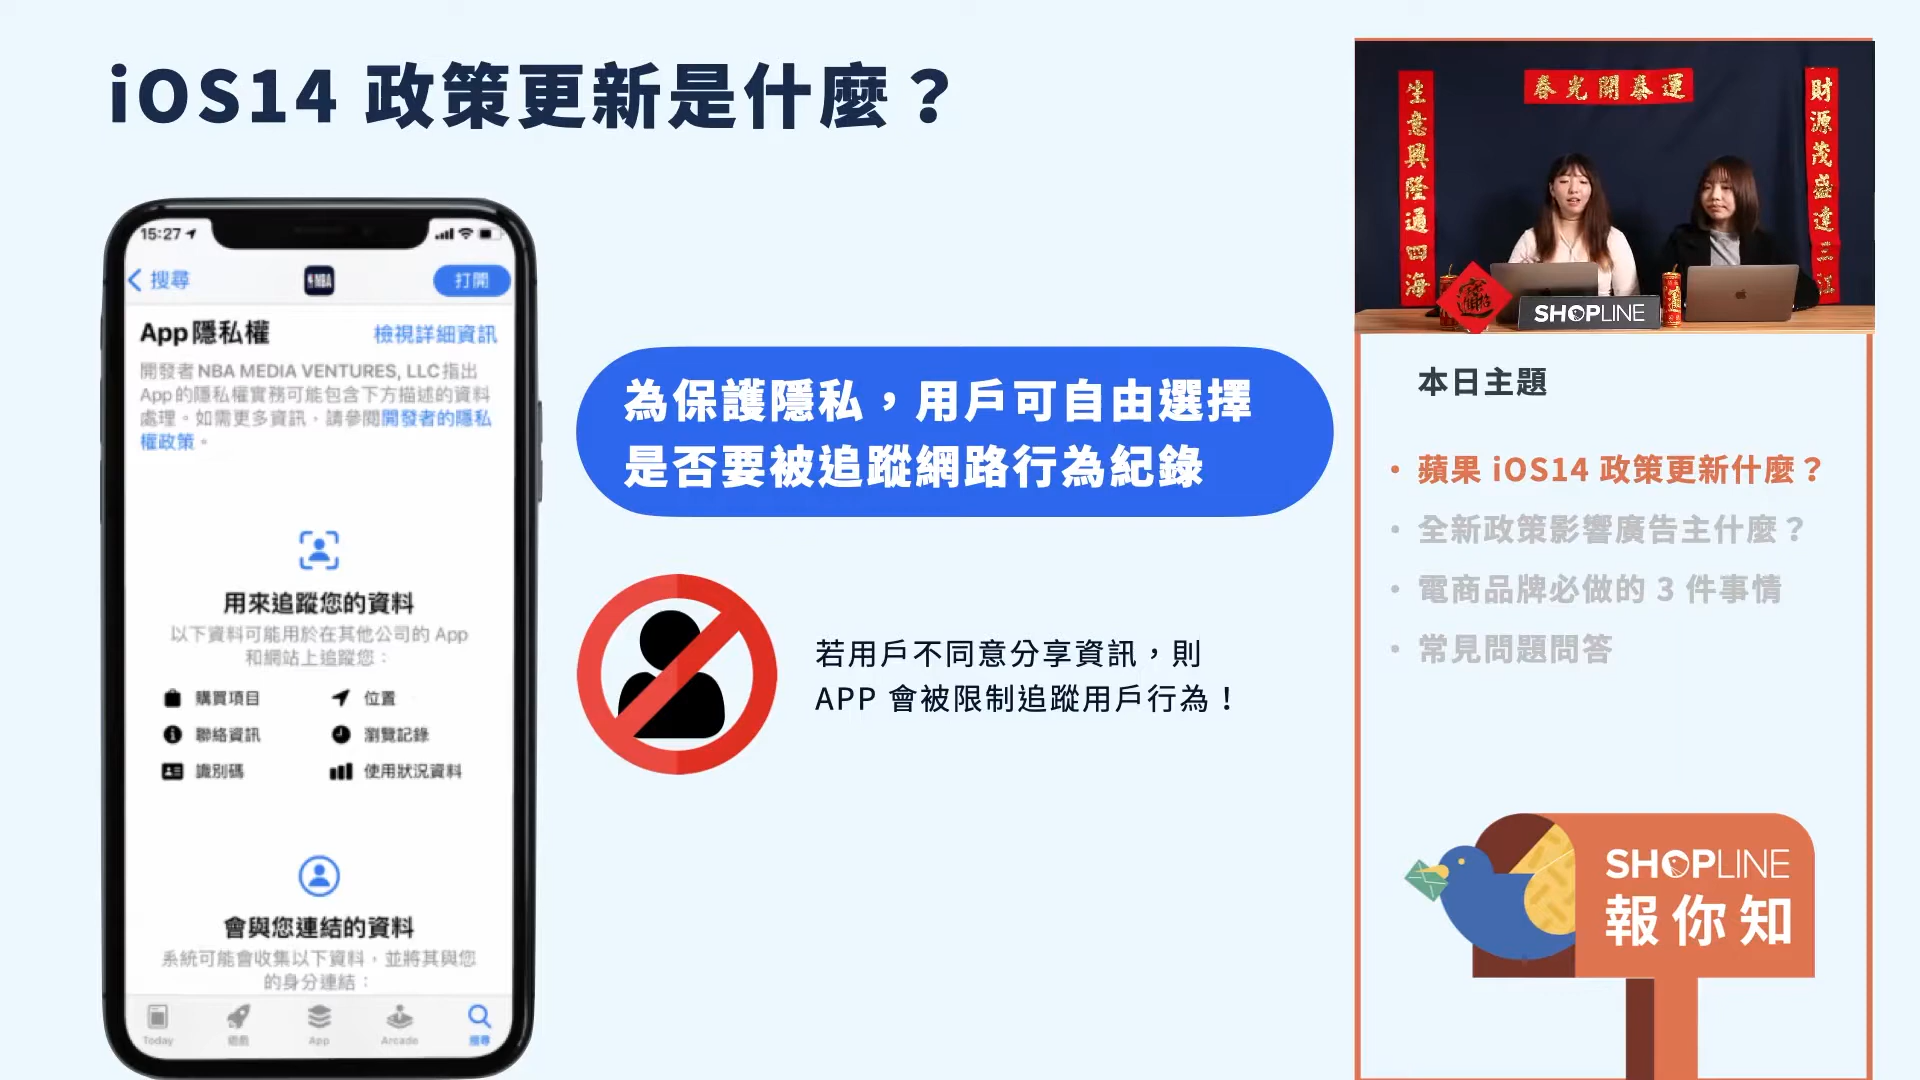 iOS14 政策更新是什麼？
15:27
搜尋
NBA
打開
App 隱私權
檢視詳細資訊
開發者 NBA MEDIA VENTURES, LLC 指出
App 的隱私權實務可能包含下方描述的資料
處理。如需更多資訊，請參閱開發者的隱私
權政策。
用來追蹤您的資料
以下資料可能用於在其他公司的 App
和網站上追蹤您：
購買項目
位置
聯絡資訊
瀏覽記錄
識別碼
使用狀況資料
會與您連結的資料
系統可能會收集以下資料，並將其與您
的身分連結：
Today
遊戲
App
Arcade
搜尋
為保護隱私，用戶可自由選擇
是否要被追蹤網路行為紀錄
若用戶不同意分享資訊，則
APP 會被限制追蹤用戶行為！
春光開泰運
生意興隆通四海
財源茂盛達三江
SHOPLINE
本日主題
• 蘋果 iOS14 政策更新什麼？
• 全新政策影響廣告主什麼？
• 電商品牌必做的 3 件事情
• 常見問題問答
SHOPLINE
報你知